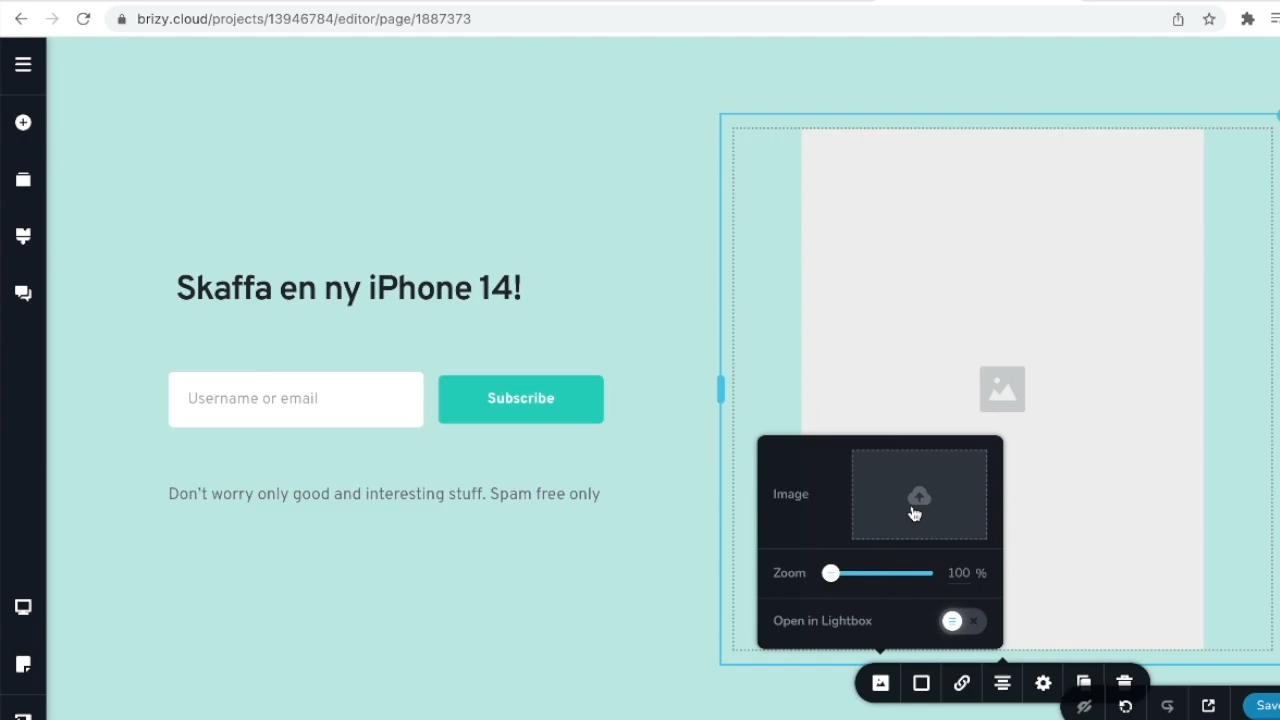 brizy.cloud/projects/13946784/editor/page/1887373
Skaffa en ny iPhone 14!
Username or email
Subscribe
Don't worry only good and interesting stuff. Spam free only
Image
Zoom
100 %
Open in Lightbox